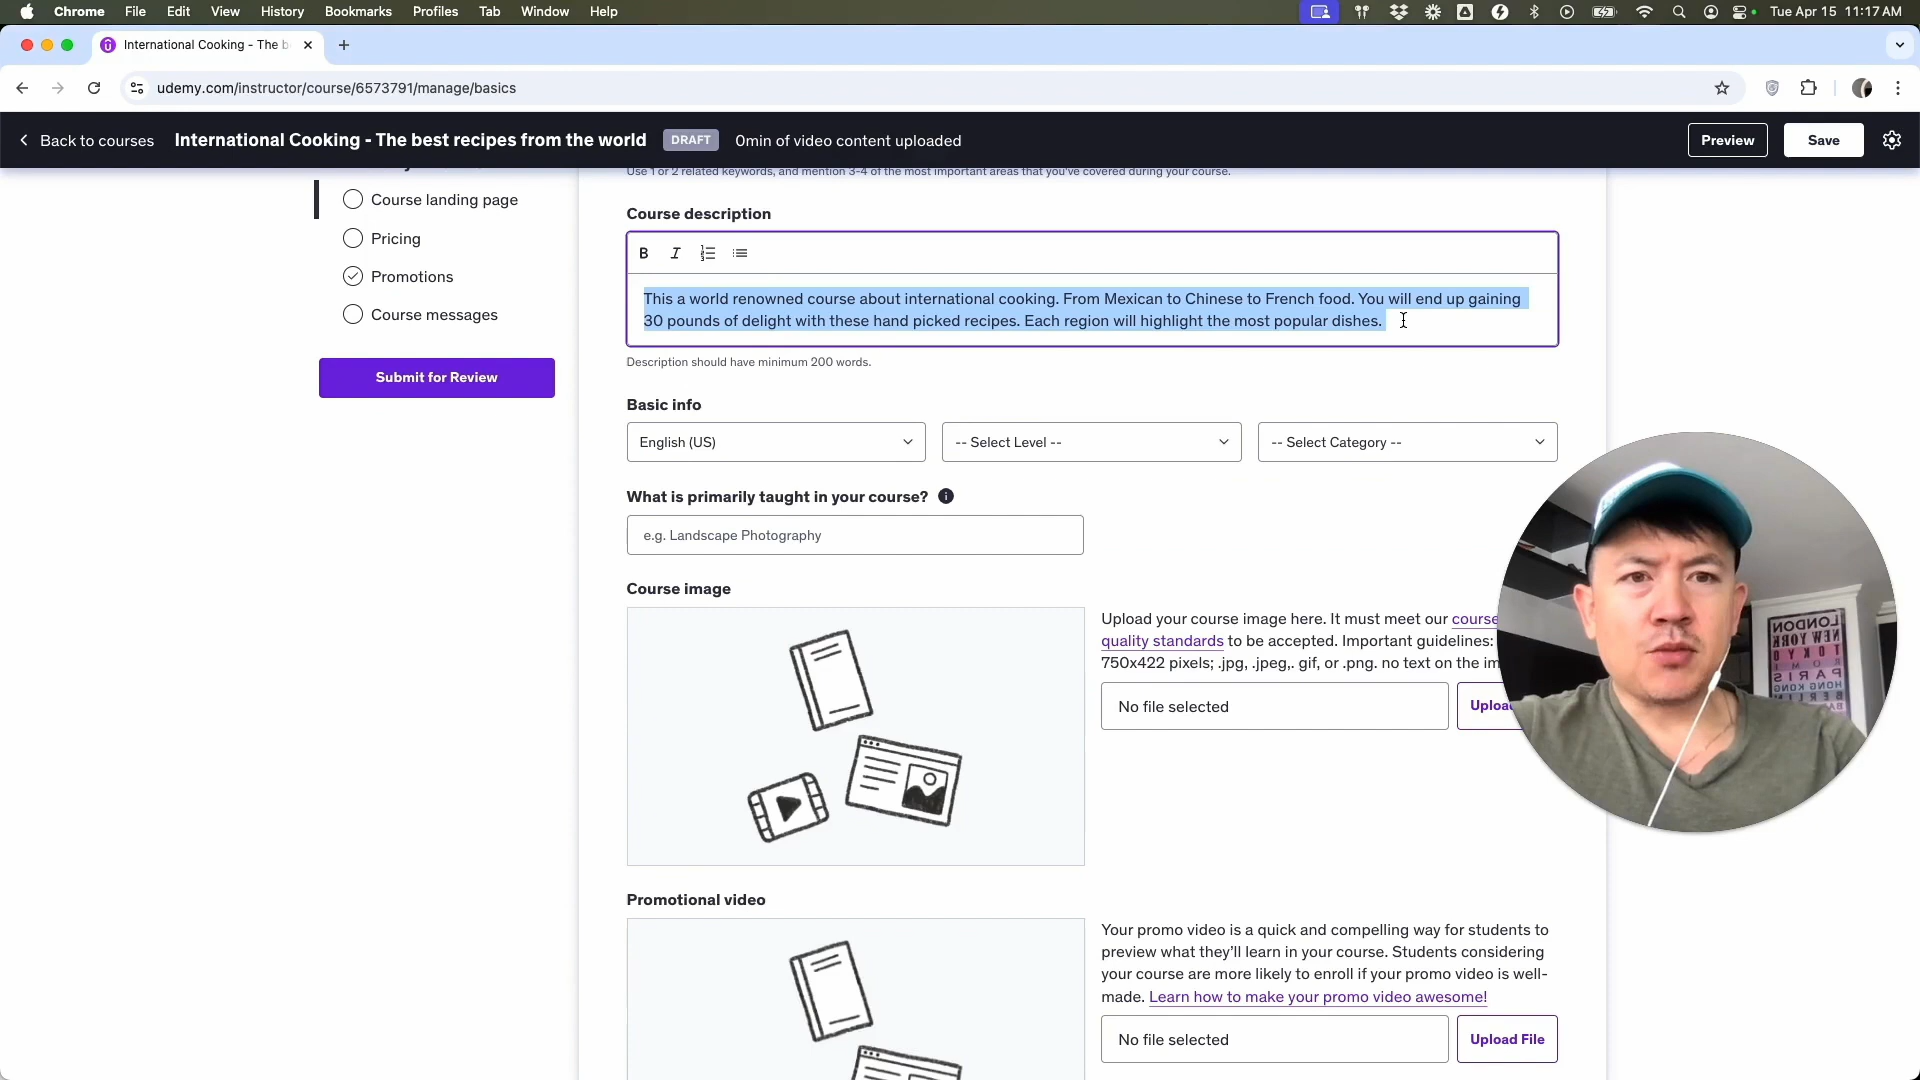 Chrome File Edit View History Bookmarks Profiles Tab Window Help Tue Apr 15 11:17 AM
International Cooking - The b
udemy.com/instructor/course/6573791/manage/basics
Back to courses International Cooking - The best recipes from the world DRAFT 0min of video content uploaded Preview Save
Use 1 or 2 related keywords, and mention 3-4 of the most important areas that you've covered during your course.
Course landing page
Pricing
Promotions
Course messages
Submit for Review
Course description
B I
This a world renowned course about international cooking. From Mexican to Chinese to French food. You will end up gaining
30 pounds of delight with these hand picked recipes. Each region will highlight the most popular dishes.
Description should have minimum 200 words.
Basic info
English (US) -- Select Level -- -- Select Category --
What is primarily taught in your course?
e.g. Landscape Photography
Course image
Upload your course image here. It must meet our course
quality standards to be accepted. Important guidelines:
750x422 pixels; .jpg, .jpeg,. gif, or .png. no text on the im
No file selected Uploa
LONDON
NEW YORK
TOKYO
ROME
PARIS
HONG KONG
BERLIN
Promotional video
Your promo video is a quick and compelling way for students to
preview what they'll learn in your course. Students considering
your course are more likely to enroll if your promo video is well-
made. Learn how to make your promo video awesome!
No file selected Upload File